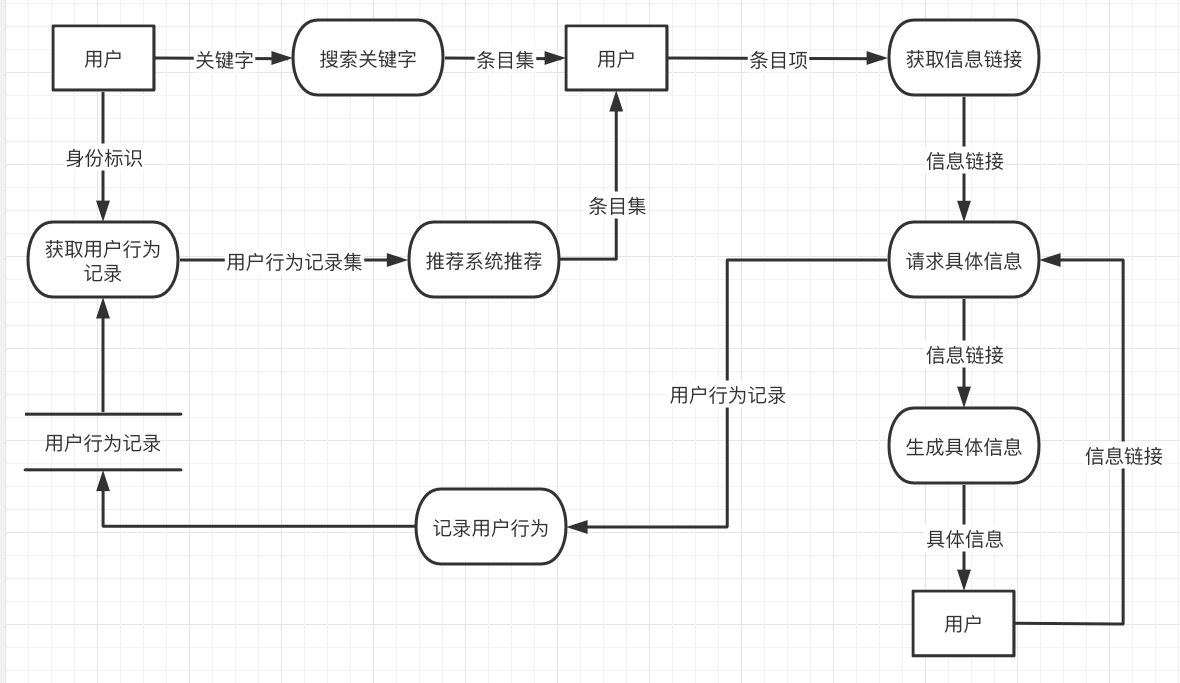 用户
关键字
搜索关键字
条目集
用户
条目项
获取信息链接
身份标识
信息链接
条目集
获取用户行为
记录
用户行为记录集
推荐系统推荐
请求具体信息
信息链接
用户行为记录
用户行为记录
生成具体信息
信息链接
记录用户行为
具体信息
用户